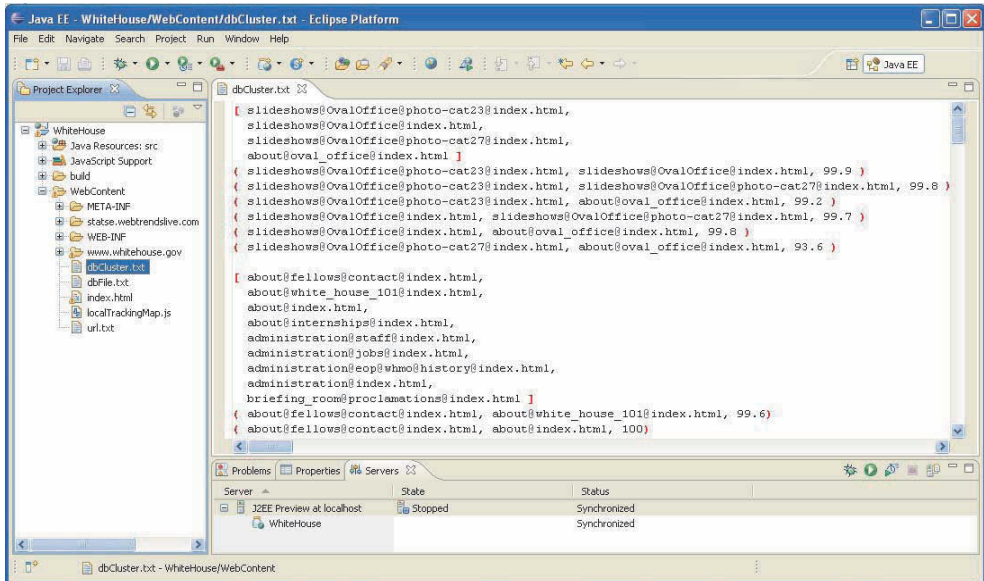 Java EE - WhiteHouse/WebContent/dbCluster.txt - Eclipse Platform
File Edit Navigate Search Project Run Window Help
Java EE
Project Explorer
WhiteHouse
Java Resources: src
JavaScript Support
build
WebContent
META-INF
statse.webtrendslive.com
WEB-INF
www.whitehouse.gov
dbCluster.txt
dbFile.txt
index.html
localTrackingMap.js
url.txt
dbCluster.txt
[ slideshows@OvalOffice@photo-cat23@index.html,
slideshows@OvalOffice@index.html,
slideshows@OvalOffice@photo-cat27@index.html,
about@oval_office@index.html ]
( slideshows@OvalOffice@photo-cat23@index.html, slideshows@OvalOffice@index.html, 99.9 )
( slideshows@OvalOffice@photo-cat23@index.html, slideshows@OvalOffice@photo-cat27@index.html, 99.8 )
( slideshows@OvalOffice@photo-cat23@index.html, about@oval_office@index.html, 99.2 )
( slideshows@OvalOffice@index.html, slideshows@OvalOffice@photo-cat27@index.html, 99.7 )
( slideshows@OvalOffice@index.html, about@oval_office@index.html, 99.8 )
( slideshows@OvalOffice@photo-cat27@index.html, about@oval_office@index.html, 93.6 )
[ about@fellows@contact@index.html,
about@white_house_101@index.html,
about@index.html,
about@internships@index.html,
administration@staff@index.html,
administration@jobs@index.html,
administration@eop@whmo@history@index.html,
administration@index.html,
briefing_room@proclamations@index.html ]
( about@fellows@contact@index.html, about@white_house_101@index.html, 99.6)
( about@fellows@contact@index.html, about@index.html, 100)
Problems Properties Servers
Server State Status
J2EE Preview at localhost Stopped Synchronized
WhiteHouse Synchronized
dbCluster.txt - WhiteHouse/WebContent